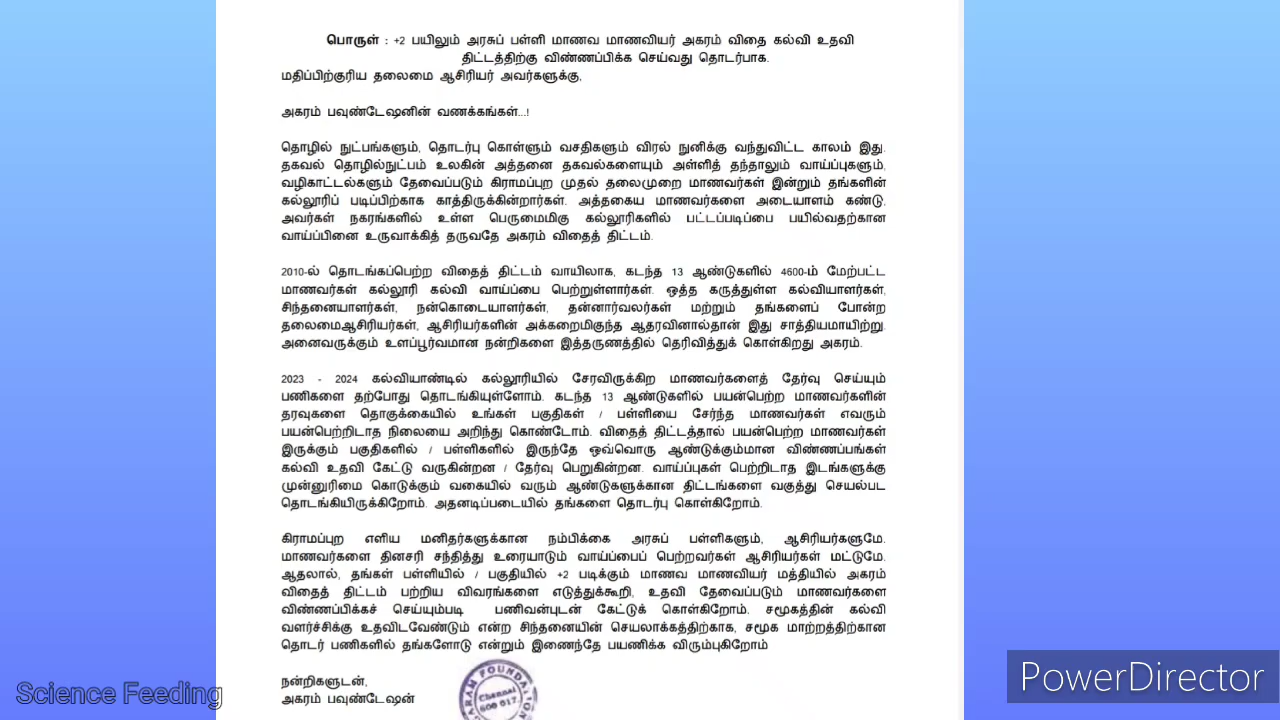 பொருள் : +2 பயிலும் அரசுப் பள்ளி மாணவ மாணவியர் அகரம் விதை கல்வி உதவி
திட்டத்திற்கு விண்ணப்பிக்க செய்வது தொடர்பாக.
மதிப்பிற்குரிய தலைமை ஆசிரியர் அவர்களுக்கு,
அகரம் பவுண்டேஷனின் வணக்கங்கள்...!
தொழில் நுட்பங்களும், தொடர்பு கொள்ளும் வசதிகளும் விரல் நுனிக்கு வந்துவிட்ட காலம் இது.
தகவல் தொழில்நுட்பம் உலகின் அத்தனை தகவல்களையும் அள்ளித் தந்தாலும் வாய்ப்புகளும்,
வழிகாட்டல்களும் தேவைப்படும் கிராமப்புற முதல் தலைமுறை மாணவர்கள் இன்றும் தங்களின்
கல்லூரிப் படிப்பிற்காக காத்திருக்கின்றார்கள். அத்தகைய மாணவர்களை அடையாளம் கண்டு,
அவர்கள் நகரங்களில் உள்ள பெருமைமிகு கல்லூரிகளில் பட்டப்படிப்பை பயில்வதற்கான
வாய்ப்பினை உருவாக்கித் தருவதே அகரம் விதைத் திட்டம்.
2010-ல் தொடங்கப்பெற்ற விதைத் திட்டம் வாயிலாக, கடந்த 13 ஆண்டுகளில் 4600-ம் மேற்பட்ட
மாணவர்கள் கல்லூரி கல்வி வாய்ப்பை பெற்றுள்ளார்கள். ஒத்த கருத்துள்ள கல்வியாளர்கள்,
சிந்தனையாளர்கள், நன்கொடையாளர்கள், தன்னார்வலர்கள் மற்றும் தங்களைப் போன்ற
தலைமைஆசிரியர்கள், ஆசிரியர்களின் அக்கறைமிகுந்த ஆதரவினால்தான் இது சாத்தியமாயிற்று.
அனைவருக்கும் உளப்பூர்வமான நன்றிகளை இத்தருணத்தில் தெரிவித்துக் கொள்கிறது அகரம்.
2023 - 2024 கல்வியாண்டில் கல்லூரியில் சேரவிருக்கிற மாணவர்களைத் தேர்வு செய்யும்
பணிகளை தற்போது தொடங்கியுள்ளோம். கடந்த 13 ஆண்டுகளில் பயன்பெற்ற மாணவர்களின்
தரவுகளை தொகுக்கையில் உங்கள் பகுதிகள் / பள்ளியை சேர்ந்த மாணவர்கள் எவரும்
பயன்பெற்றிடாத நிலையை அறிந்து கொண்டோம். விதைத் திட்டத்தால் பயன்பெற்ற மாணவர்கள்
இருக்கும் பகுதிகளில் / பள்ளிகளில் இருந்தே ஒவ்வொரு ஆண்டுக்கும்மான விண்ணப்பங்கள்
கல்வி உதவி கேட்டு வருகின்றன / தேர்வு பெறுகின்றன. வாய்ப்புகள் பெற்றிடாத இடங்களுக்கு
முன்னுரிமை கொடுக்கும் வகையில் வரும் ஆண்டுகளுக்கான திட்டங்களை வகுத்து செயல்பட
தொடங்கியிருக்கிறோம். அதனடிப்படையில் தங்களை தொடர்பு கொள்கிறோம்.
கிராமப்புற எளிய மனிதர்களுக்கான நம்பிக்கை அரசுப் பள்ளிகளும், ஆசிரியர்களுமே.
மாணவர்களை தினசரி சந்தித்து உரையாடும் வாய்ப்பைப் பெற்றவர்கள் ஆசிரியர்கள் மட்டுமே.
ஆதலால், தங்கள் பள்ளியில் / பகுதியில் +2 படிக்கும் மாணவ மாணவியர் மத்தியில் அகரம்
விதைத் திட்டம் பற்றிய விவரங்களை எடுத்துக்கூறி, உதவி தேவைப்படும் மாணவர்களை
விண்ணப்பிக்கச் செய்யும்படி பணிவன்புடன் கேட்டுக் கொள்கிறோம். சமூகத்தின் கல்வி
வளர்ச்சிக்கு உதவிடவேண்டும் என்ற சிந்தனையின் செயலாக்கத்திற்காக, சமூக மாற்றத்திற்கான
தொடர் பணிகளில் தங்களோடு என்றும் இணைந்தே பயணிக்க விரும்புகிறோம்
நன்றிகளுடன்,
அகரம் பவுண்டேஷன்
GARAM FOUNDATION
Chennai
600 017
Science Feeding
PowerDirector